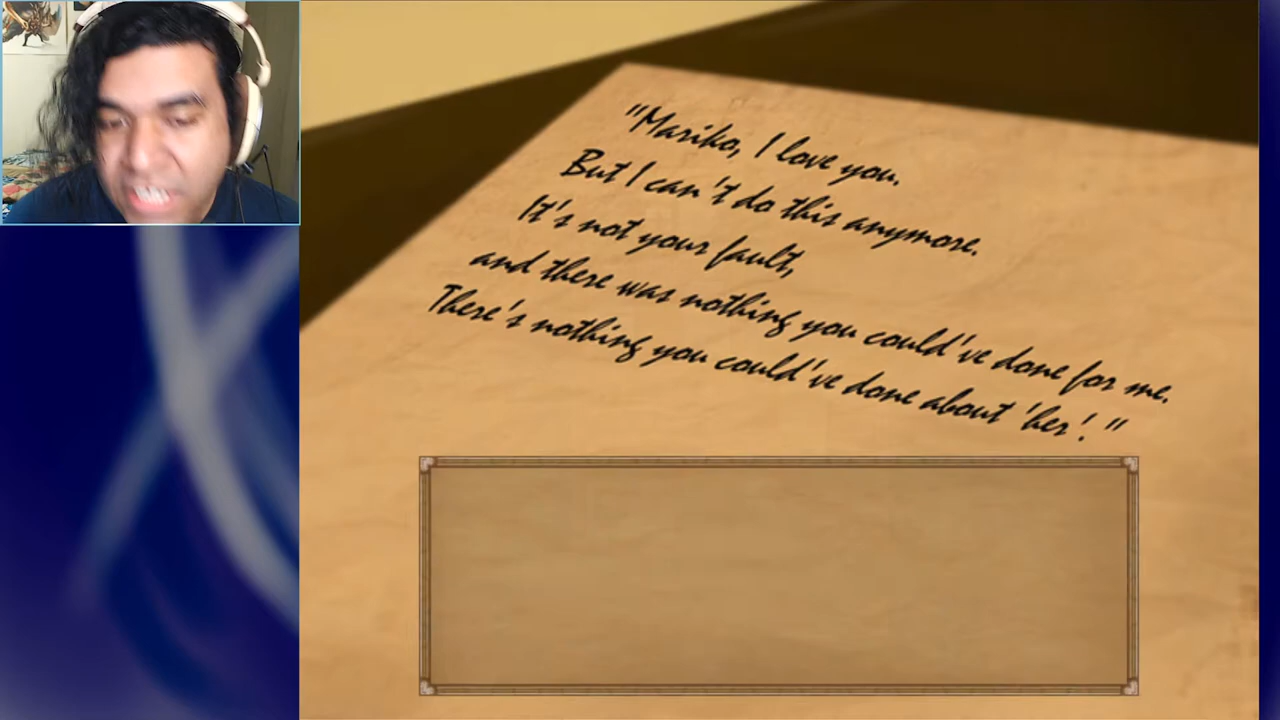 "Mariko, I love you.
But I can't do this anymore.
It's not your fault,
and there was nothing you could've done for me.
There's nothing you could've done about 'her'."